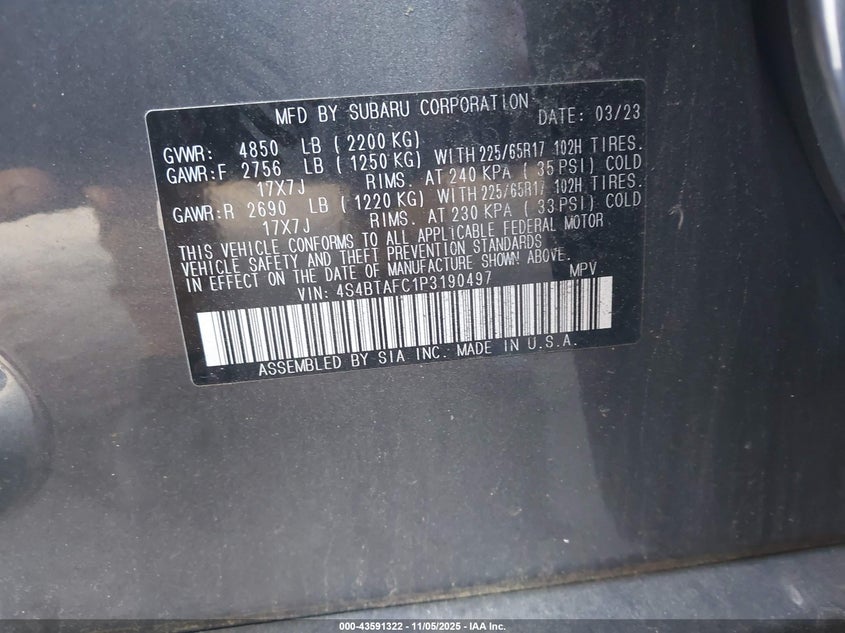 MFD BY SUBARU CORPORATION DATE: 03/23
GVWR: 4850 LB (2200 KG)
GAWR:F 2756 LB (1250 KG) WITH 225/65R17 102H TIRES.
17X7J RIMS. AT 240 KPA (35 PSI) COLD
GAWR:R 2690 LB (1220 KG) WITH 225/65R17 102H TIRES.
17X7J RIMS. AT 230 KPA (33 PSI) COLD
THIS VEHICLE CONFORMS TO ALL APPLICABLE FEDERAL MOTOR
VEHICLE SAFETY AND THEFT PREVENTION STANDARDS
IN EFFECT ON THE DATE OF MANUFACTURE SHOWN ABOVE.
VIN: 4S4BTAFC1P3190497 MPV
ASSEMBLED BY SIA INC. MADE IN U.S.A.
000-43591322 - 11/05/2025 - IAA Inc.